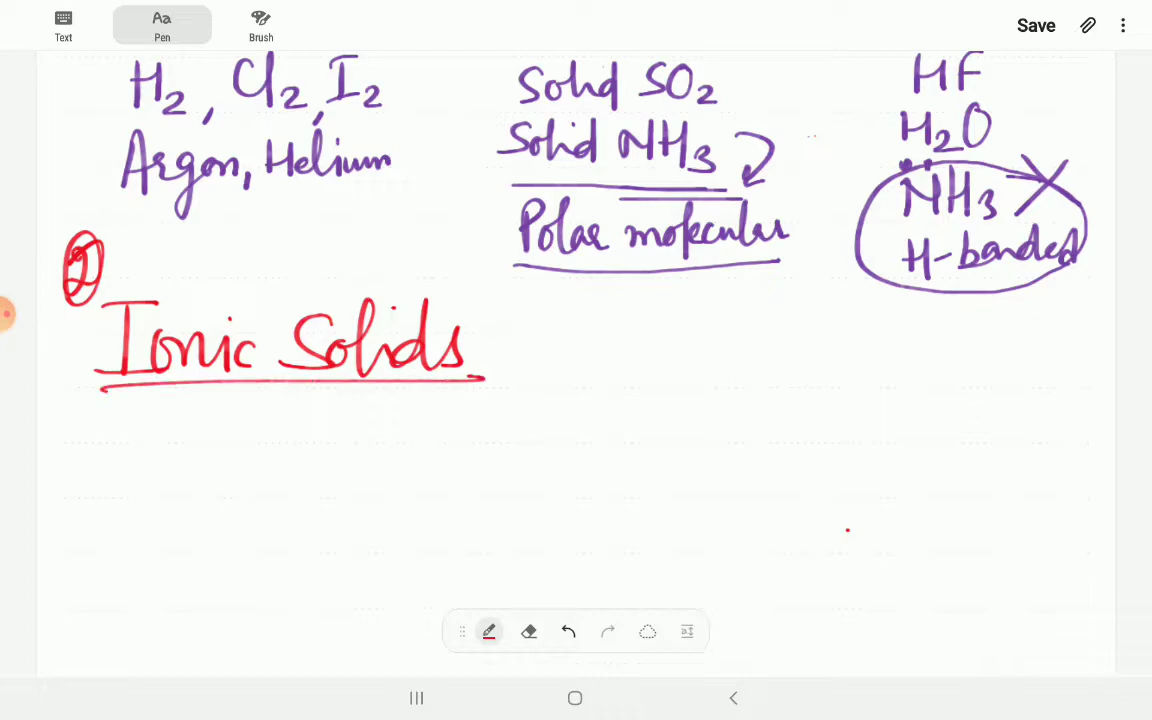 Text
Pen
Brush
Save
H2, Cl2, I2
Argon, Helium
Solid SO2
Solid NH3
Polar molecular
HF
H2O
NH3
H-bonded
2
Ionic Solids